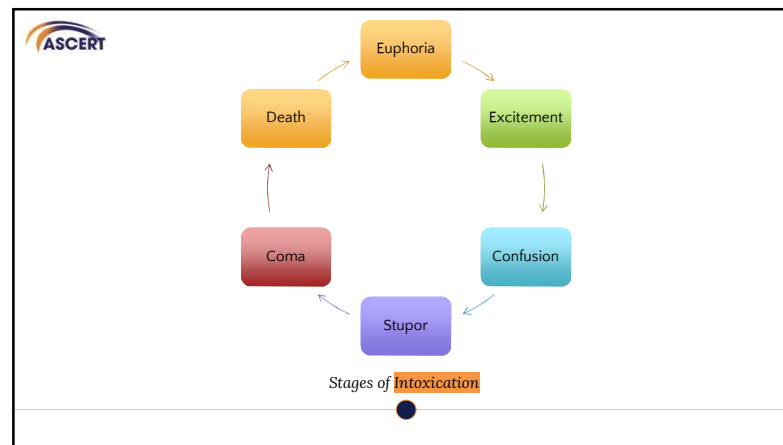 ASCERT
Euphoria
Excitement
Confusion
Stupor
Coma
Death
Stages of Intoxication